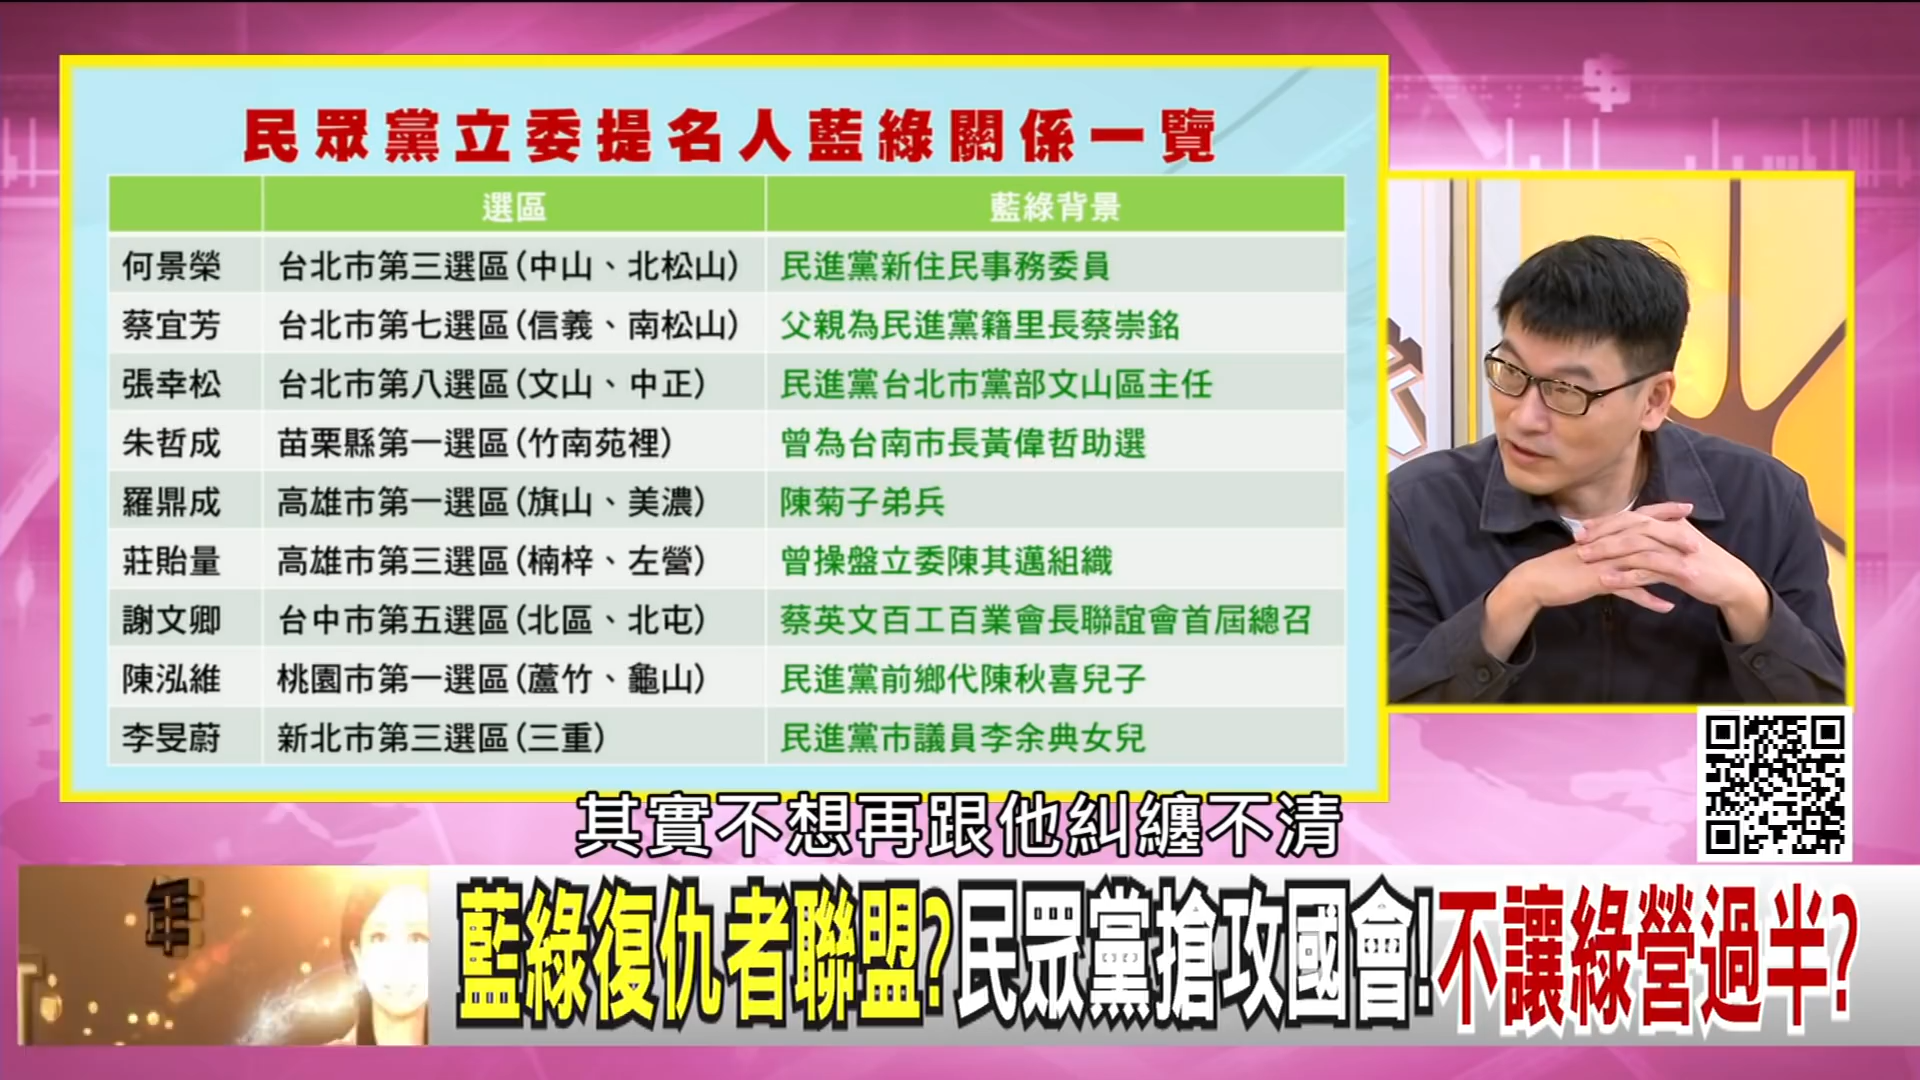 民眾黨立委提名人藍綠關係一覽
選區 藍綠背景
何景榮 台北市第三選區(中山、北松山) 民進黨新住民事務委員
蔡宜芳 台北市第七選區(信義、南松山) 父親為民進黨籍里長蔡崇銘
張幸松 台北市第八選區(文山、中正) 民進黨台北市黨部文山區主任
朱哲成 苗栗縣第一選區(竹南苑裡) 曾為台南市長黃偉哲助選
羅鼎成 高雄市第一選區(旗山、美濃) 陳菊子弟兵
莊貽量 高雄市第三選區(楠梓、左營) 曾操盤立委陳其邁組織
謝文卿 台中市第五選區(北區、北屯) 蔡英文百工百業會長聯誼會首屆總召
陳泓維 桃園市第一選區(蘆竹、龜山) 民進黨前鄉代陳秋喜兒子
李旻蔚 新北市第三選區(三重) 民進黨市議員李余典女兒
其實不想再跟他糾纏不清
年
藍綠復仇者聯盟?民眾黨搶攻國會!不讓綠營過半?